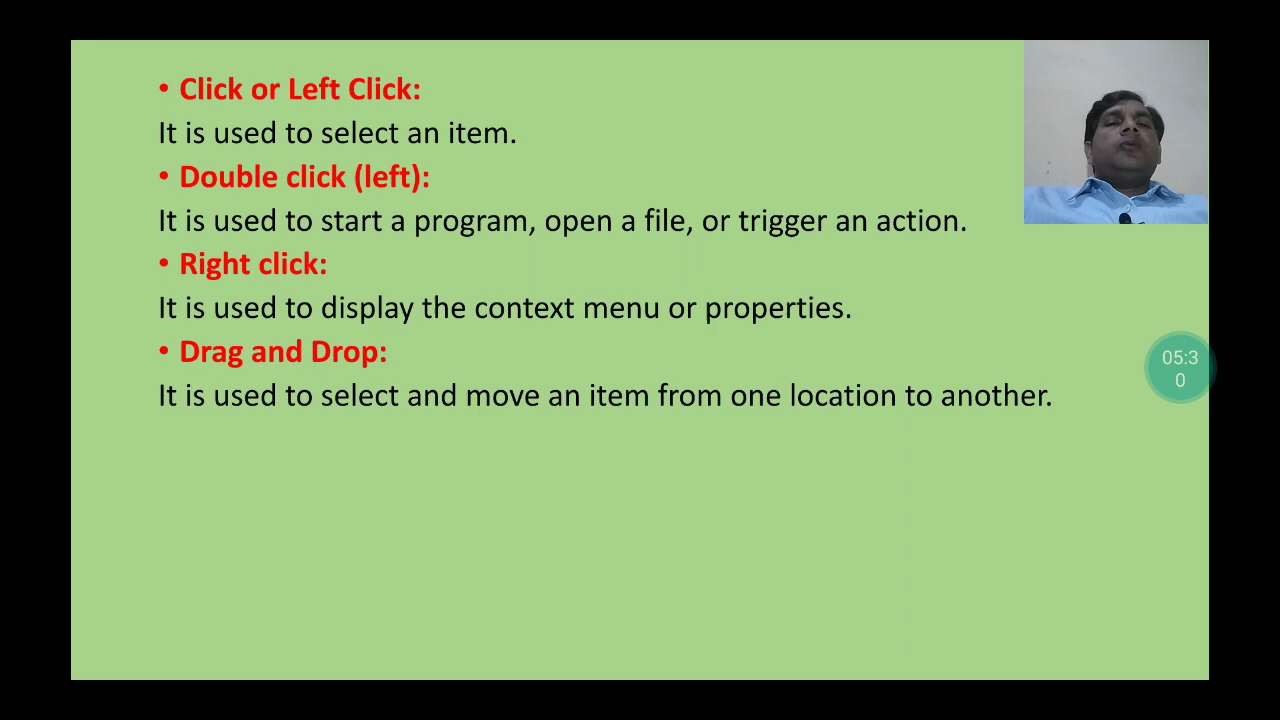 • Click or Left Click:
It is used to select an item.
• Double click (left):
It is used to start a program, open a file, or trigger an action.
• Right click:
It is used to display the context menu or properties.
• Drag and Drop:
It is used to select and move an item from one location to another.
05:3
0